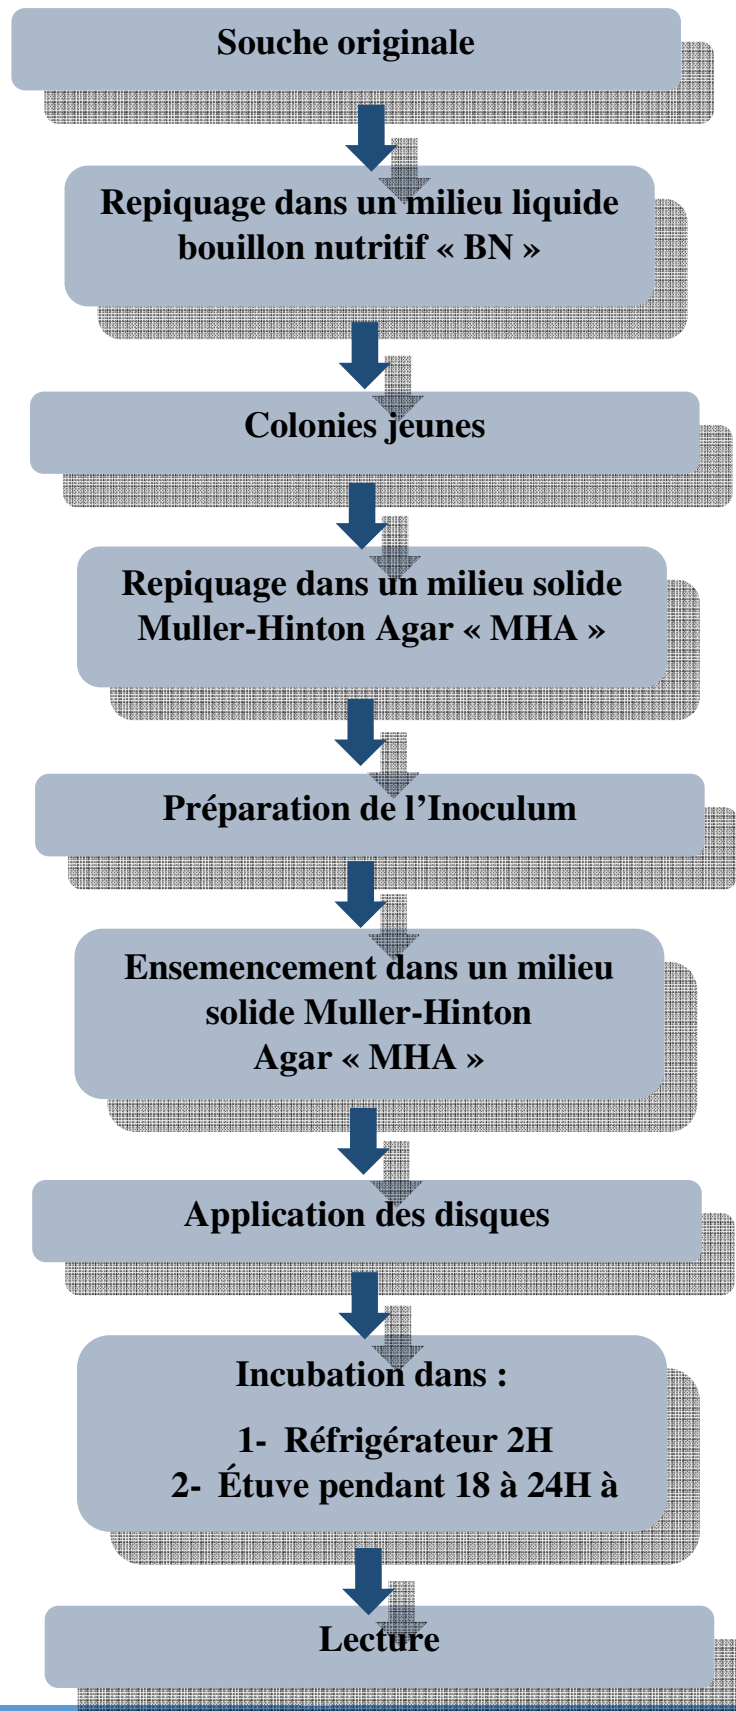 Souche originale
Repiquage dans un milieu liquide
bouillon nutritif « BN »
Colonies jeunes
Repiquage dans un milieu solide
Muller-Hinton Agar « MHA »
Préparation de l’Inoculum
Ensemencement dans un milieu
solide Muller-Hinton
Agar « MHA »
Application des disques
Incubation dans :
1- Réfrigérateur 2H
2- Étuve pendant 18 à 24H à
Lecture